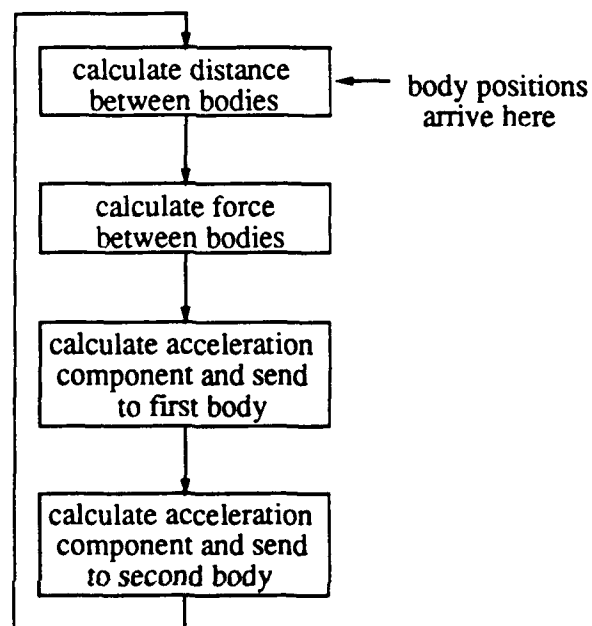 calculate distance
between bodies
body positions
arrive here
calculate force
between bodies
calculate acceleration
component and send
to first body
calculate acceleration
component and send
to second body